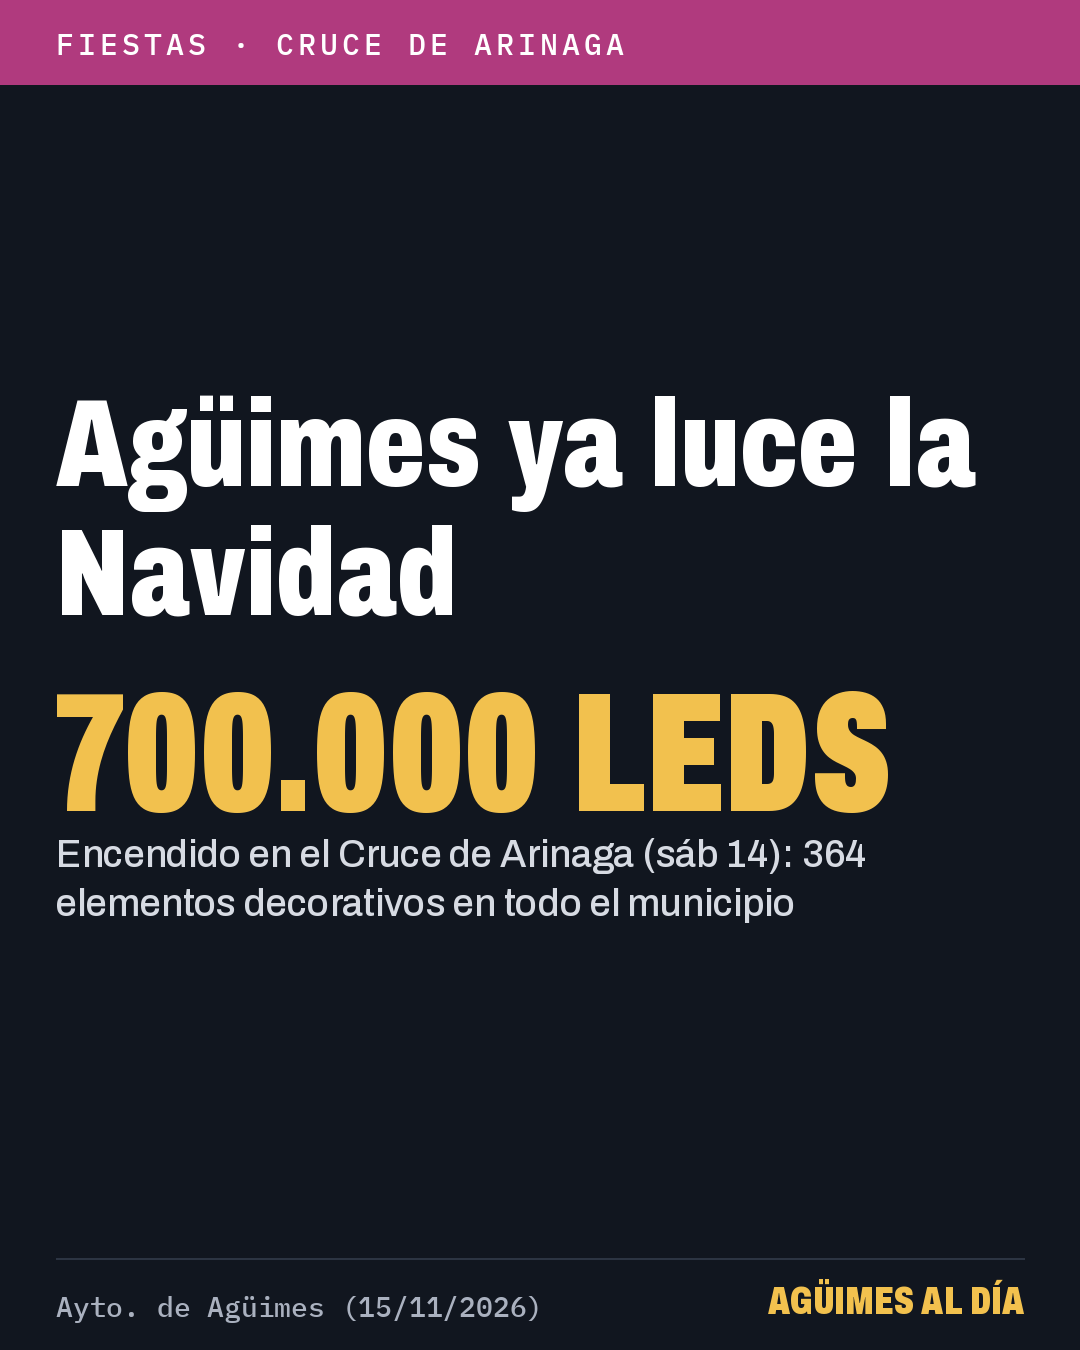 FIESTAS · CRUCE DE ARINAGA
Agüimes ya luce la
Navidad
700.000 LEDS
Encendido en el Cruce de Arinaga (sáb 14): 364
elementos decorativos en todo el municipio
Ayto. de Agüimes (15/11/2026)
AGÜIMES AL DÍA